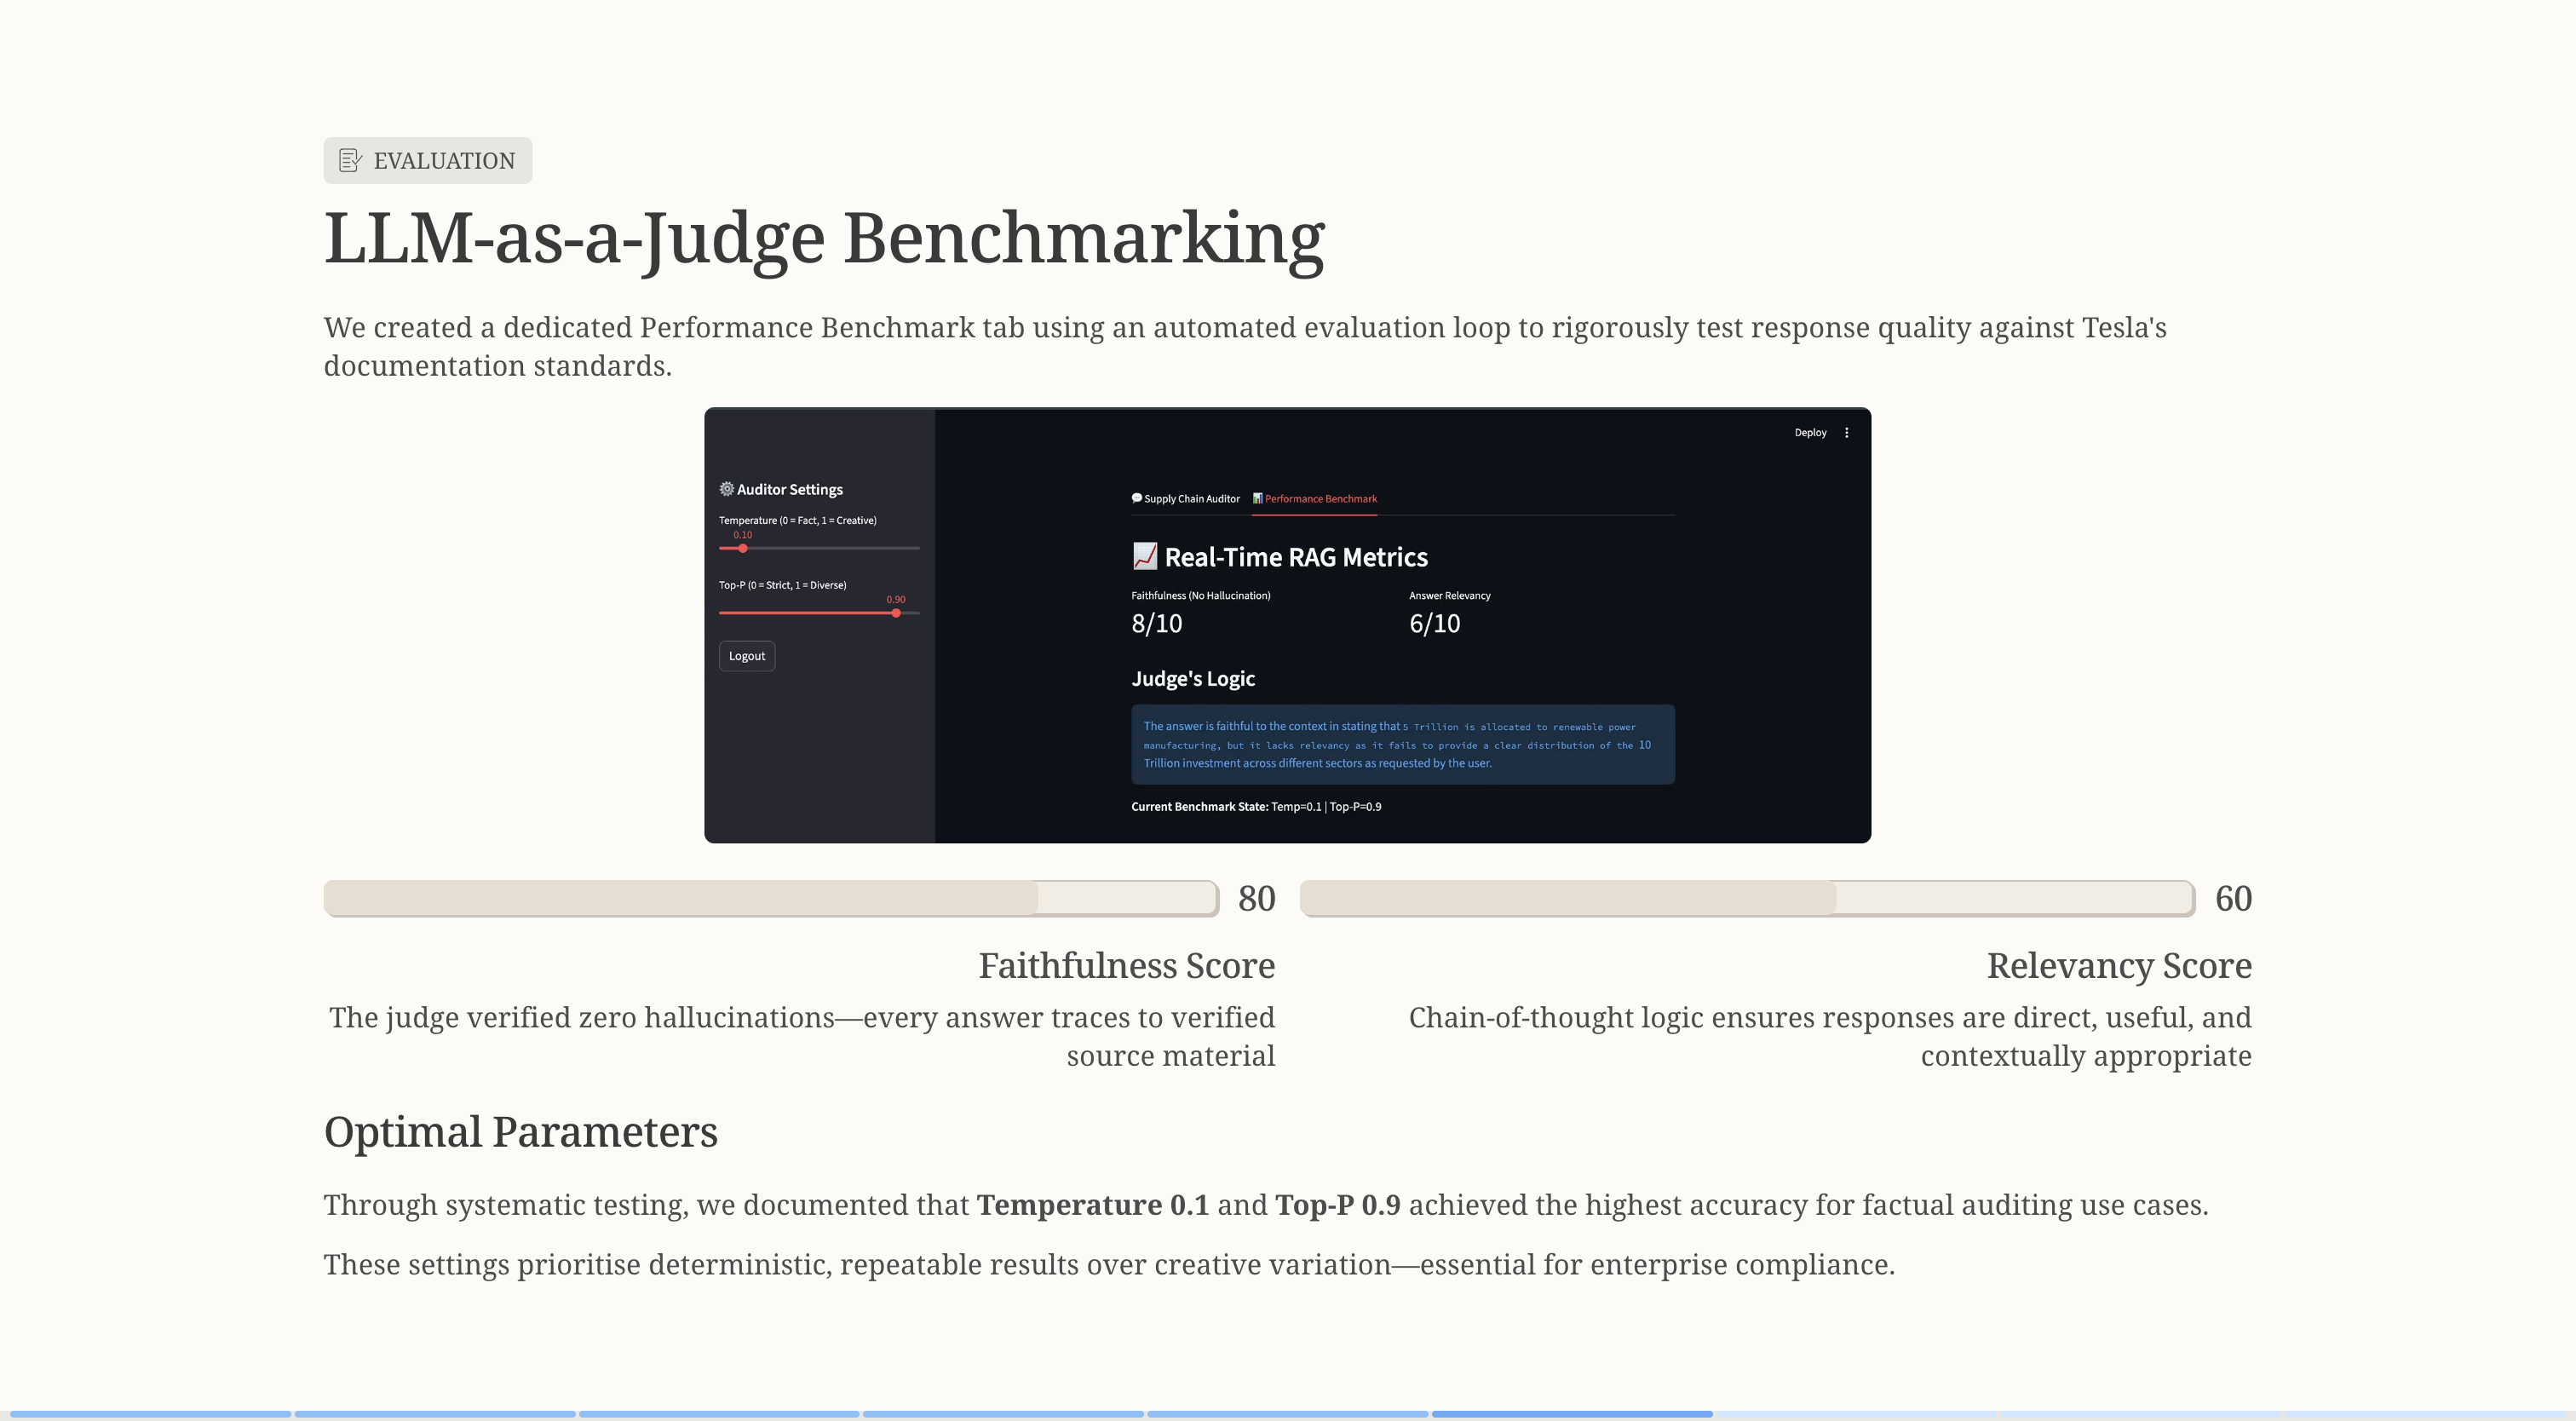 EVALUATION
LLM-as-a-Judge Benchmarking
We created a dedicated Performance Benchmark tab using an automated evaluation loop to rigorously test response quality against Tesla's
documentation standards.
Deploy
Auditor Settings
Temperature (0 = Fact, 1 = Creative)
0.10
Top-P (0 = Strict, 1 = Diverse)
0.90
Logout
Supply Chain Auditor
Performance Benchmark
Real-Time RAG Metrics
Faithfulness (No Hallucination)
8/10
Answer Relevancy
6/10
Judge's Logic
The answer is faithful to the context in stating that 5 Trillion is allocated to renewable power
manufacturing, but it lacks relevancy as it fails to provide a clear distribution of the 10
Trillion investment across different sectors as requested by the user.
Current Benchmark State: Temp=0.1 | Top-P=0.9
80
Faithfulness Score
The judge verified zero hallucinations—every answer traces to verified
source material
60
Relevancy Score
Chain-of-thought logic ensures responses are direct, useful, and
contextually appropriate
Optimal Parameters
Through systematic testing, we documented that Temperature 0.1 and Top-P 0.9 achieved the highest accuracy for factual auditing use cases.
These settings prioritise deterministic, repeatable results over creative variation—essential for enterprise compliance.